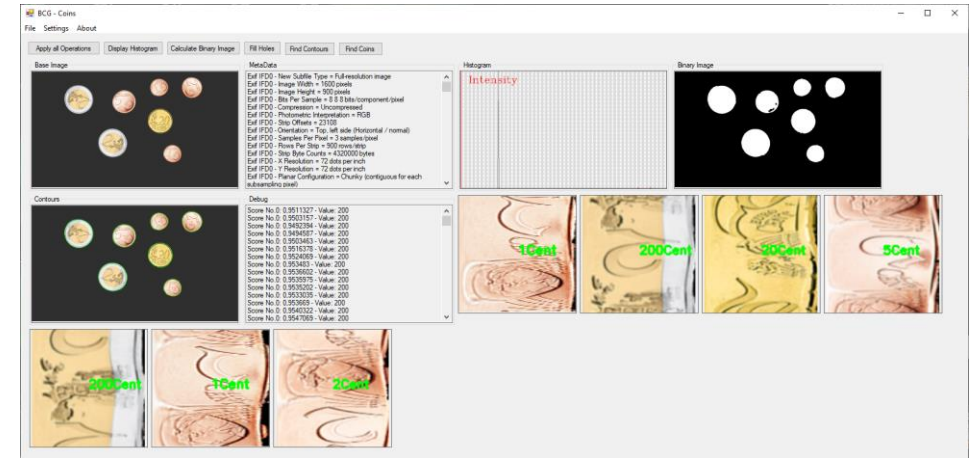 BCG - Coins
File Settings About
Apply all Operations Display Histogram Calculate Binary Image Fill Holes Find Contours Find Coins
Base Image
MetaData
Exif IFD0 - New Subfile Type = Full-resolution image
Exif IFD0 - Image Width = 1600 pixels
Exif IFD0 - Image Height = 900 pixels
Exif IFD0 - Bits Per Sample = 8 8 8 bits/component/pixel
Exif IFD0 - Compression = Uncompressed
Exif IFD0 - Photometric Interpretation = RGB
Exif IFD0 - Strip Offsets = 23108
Exif IFD0 - Orientation = Top, left side (Horizontal / normal)
Exif IFD0 - Samples Per Pixel = 3 samples/pixel
Exif IFD0 - Rows Per Strip = 900 rows/strip
Exif IFD0 - Strip Byte Counts = 4320000 bytes
Exif IFD0 - X Resolution = 72 dots per inch
Exif IFD0 - Y Resolution = 72 dots per inch
Exif IFD0 - Planar Configuration = Chunky (contiguous for each
subsampling pixel)
Histogram
Intensity
Binary Image
Contours
Debug
Score No.0: 0,9511327 - Value: 200
Score No.0: 0,9503157 - Value: 200
Score No.0: 0,9492394 - Value: 200
Score No.0: 0,9494587 - Value: 200
Score No.0: 0,9503463 - Value: 200
Score No.0: 0,9516378 - Value: 200
Score No.0: 0,9524069 - Value: 200
Score No.0: 0,953483 - Value: 200
Score No.0: 0,9536602 - Value: 200
Score No.0: 0,9535975 - Value: 200
Score No.0: 0,9535202 - Value: 200
Score No.0: 0,9533035 - Value: 200
Score No.0: 0,953669 - Value: 200
Score No.0: 0,9540322 - Value: 200
Score No.0: 0,9547069 - Value: 200
1Cent
200Cent
20Cent
5Cent
200Cent
1Cent
2Cent